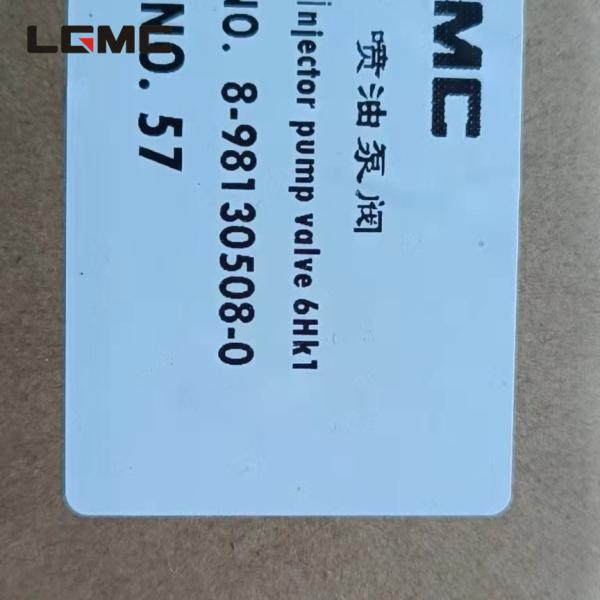 LGMC
MC
喷油泵阀
injector pump valve 6Hk1
NO. 8-98130508-0
NO. 57